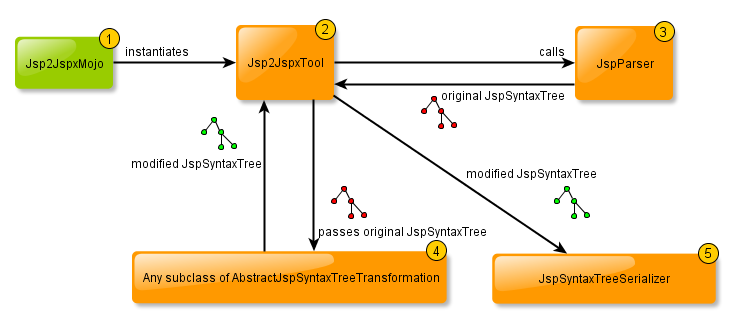 1
2
3
Jsp2JspxMojo
instantiates
Jsp2JspxTool
calls
JspParser
original JspSyntaxTree
modified JspSyntaxTree
modified JspSyntaxTree
passes original JspSyntaxTree
4
5
Any subclass of AbstractJspSyntaxTreeTransformation
JspSyntaxTreeSerializer